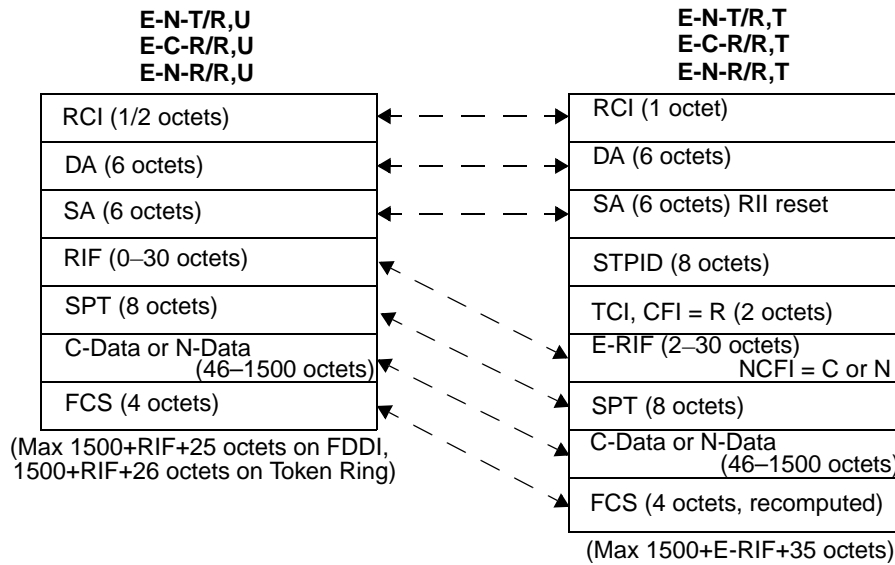 E-N-T/R,U
E-C-R/R,U
E-N-R/R,U
RCI (1/2 octets)
DA (6 octets)
SA (6 octets)
RIF (0–30 octets)
SPT (8 octets)
C-Data or N-Data
(46–1500 octets)
FCS (4 octets)
(Max 1500+RIF+25 octets on FDDI,
1500+RIF+26 octets on Token Ring)
E-N-T/R,T
E-C-R/R,T
E-N-R/R,T
RCI (1 octet)
DA (6 octets)
SA (6 octets) RII reset
STPID (8 octets)
TCI, CFI = R (2 octets)
E-RIF (2–30 octets)
NCFI = C or N
SPT (8 octets)
C-Data or N-Data
(46–1500 octets)
FCS (4 octets, recomputed)
(Max 1500+E-RIF+35 octets)